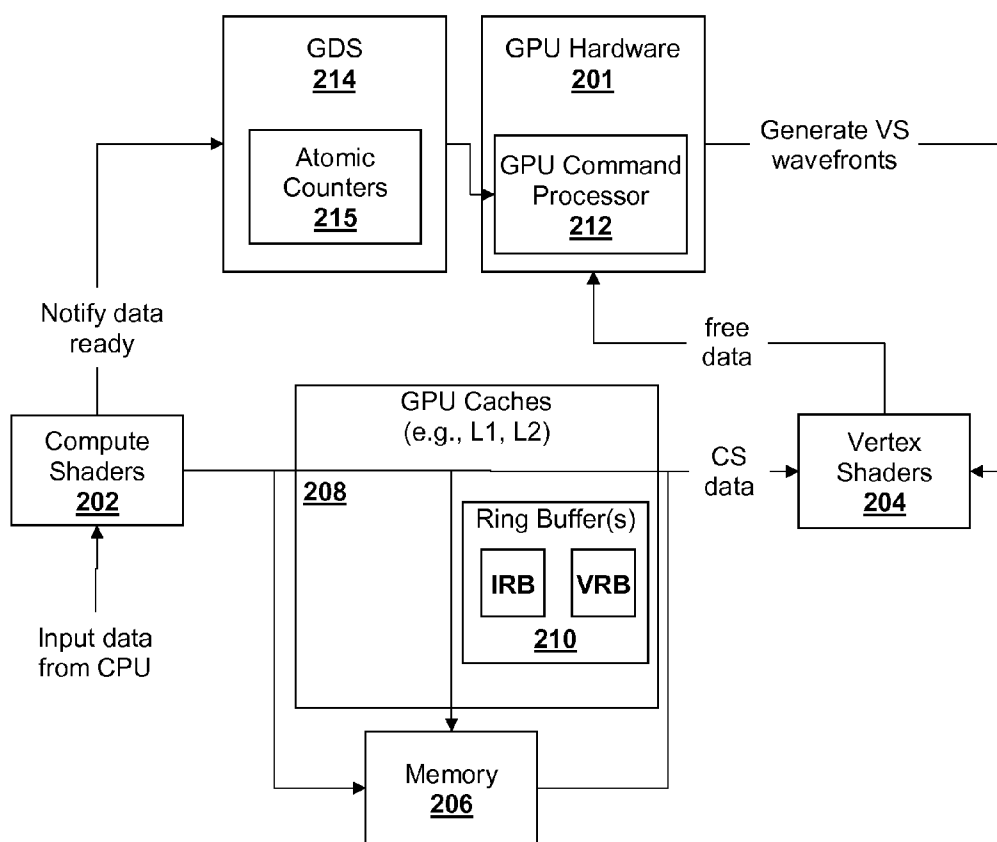 GDS
214
Atomic
Counters
215
GPU Hardware
201
GPU Command
Processor
212
Generate VS
wavefronts
Notify data
ready
free
data
GPU Caches
(e.g., L1, L2)
208
Compute
Shaders
202
CS
data
Vertex
Shaders
204
Ring Buffer(s)
IRB
VRB
210
Input data
from CPU
Memory
206